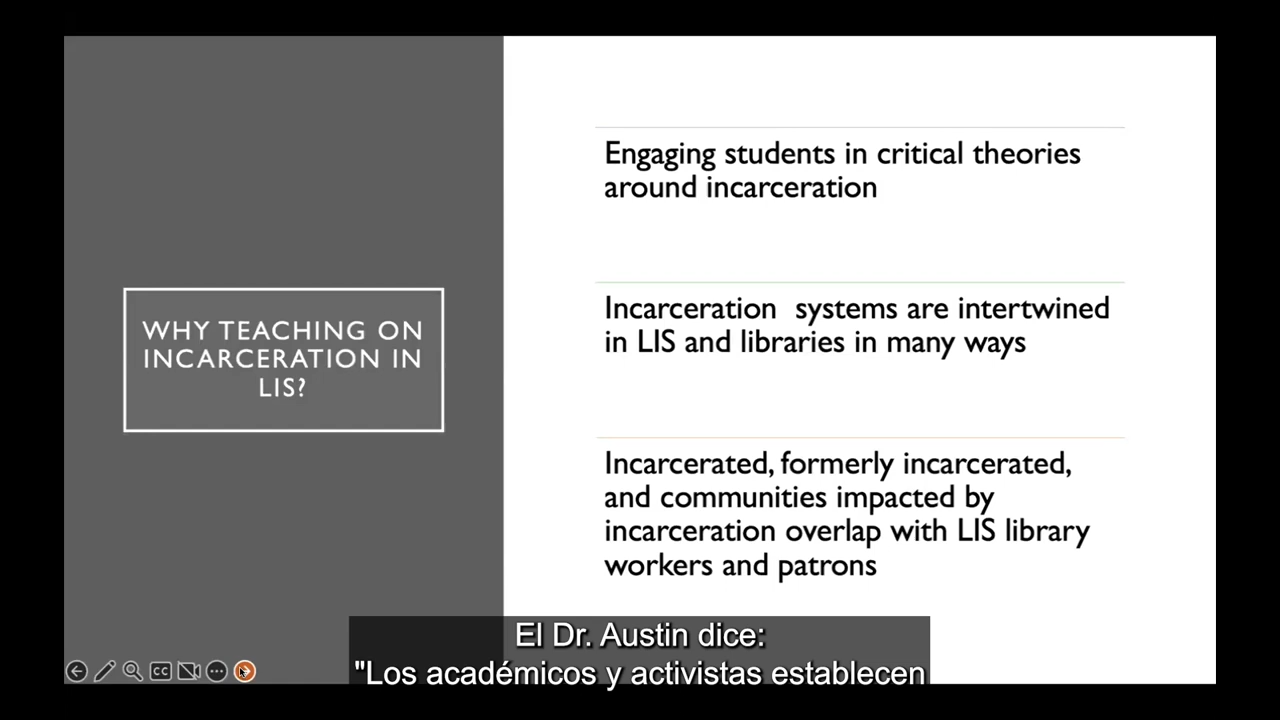 WHY TEACHING ON
INCARCERATION IN
LIS?
Engaging students in critical theories
around incarceration
Incarceration systems are intertwined
in LIS and libraries in many ways
Incarcerated, formerly incarcerated,
and communities impacted by
incarceration overlap with LIS library
workers and patrons
CC
El Dr. Austin dice:
"Los académicos y activistas establecen